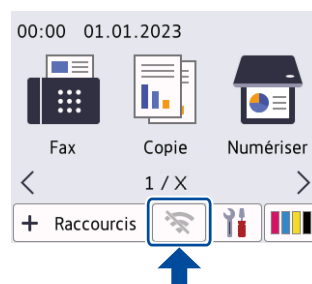 00:00 01.01.2023
Fax Copie Numériser
1 / X
+ Raccourcis